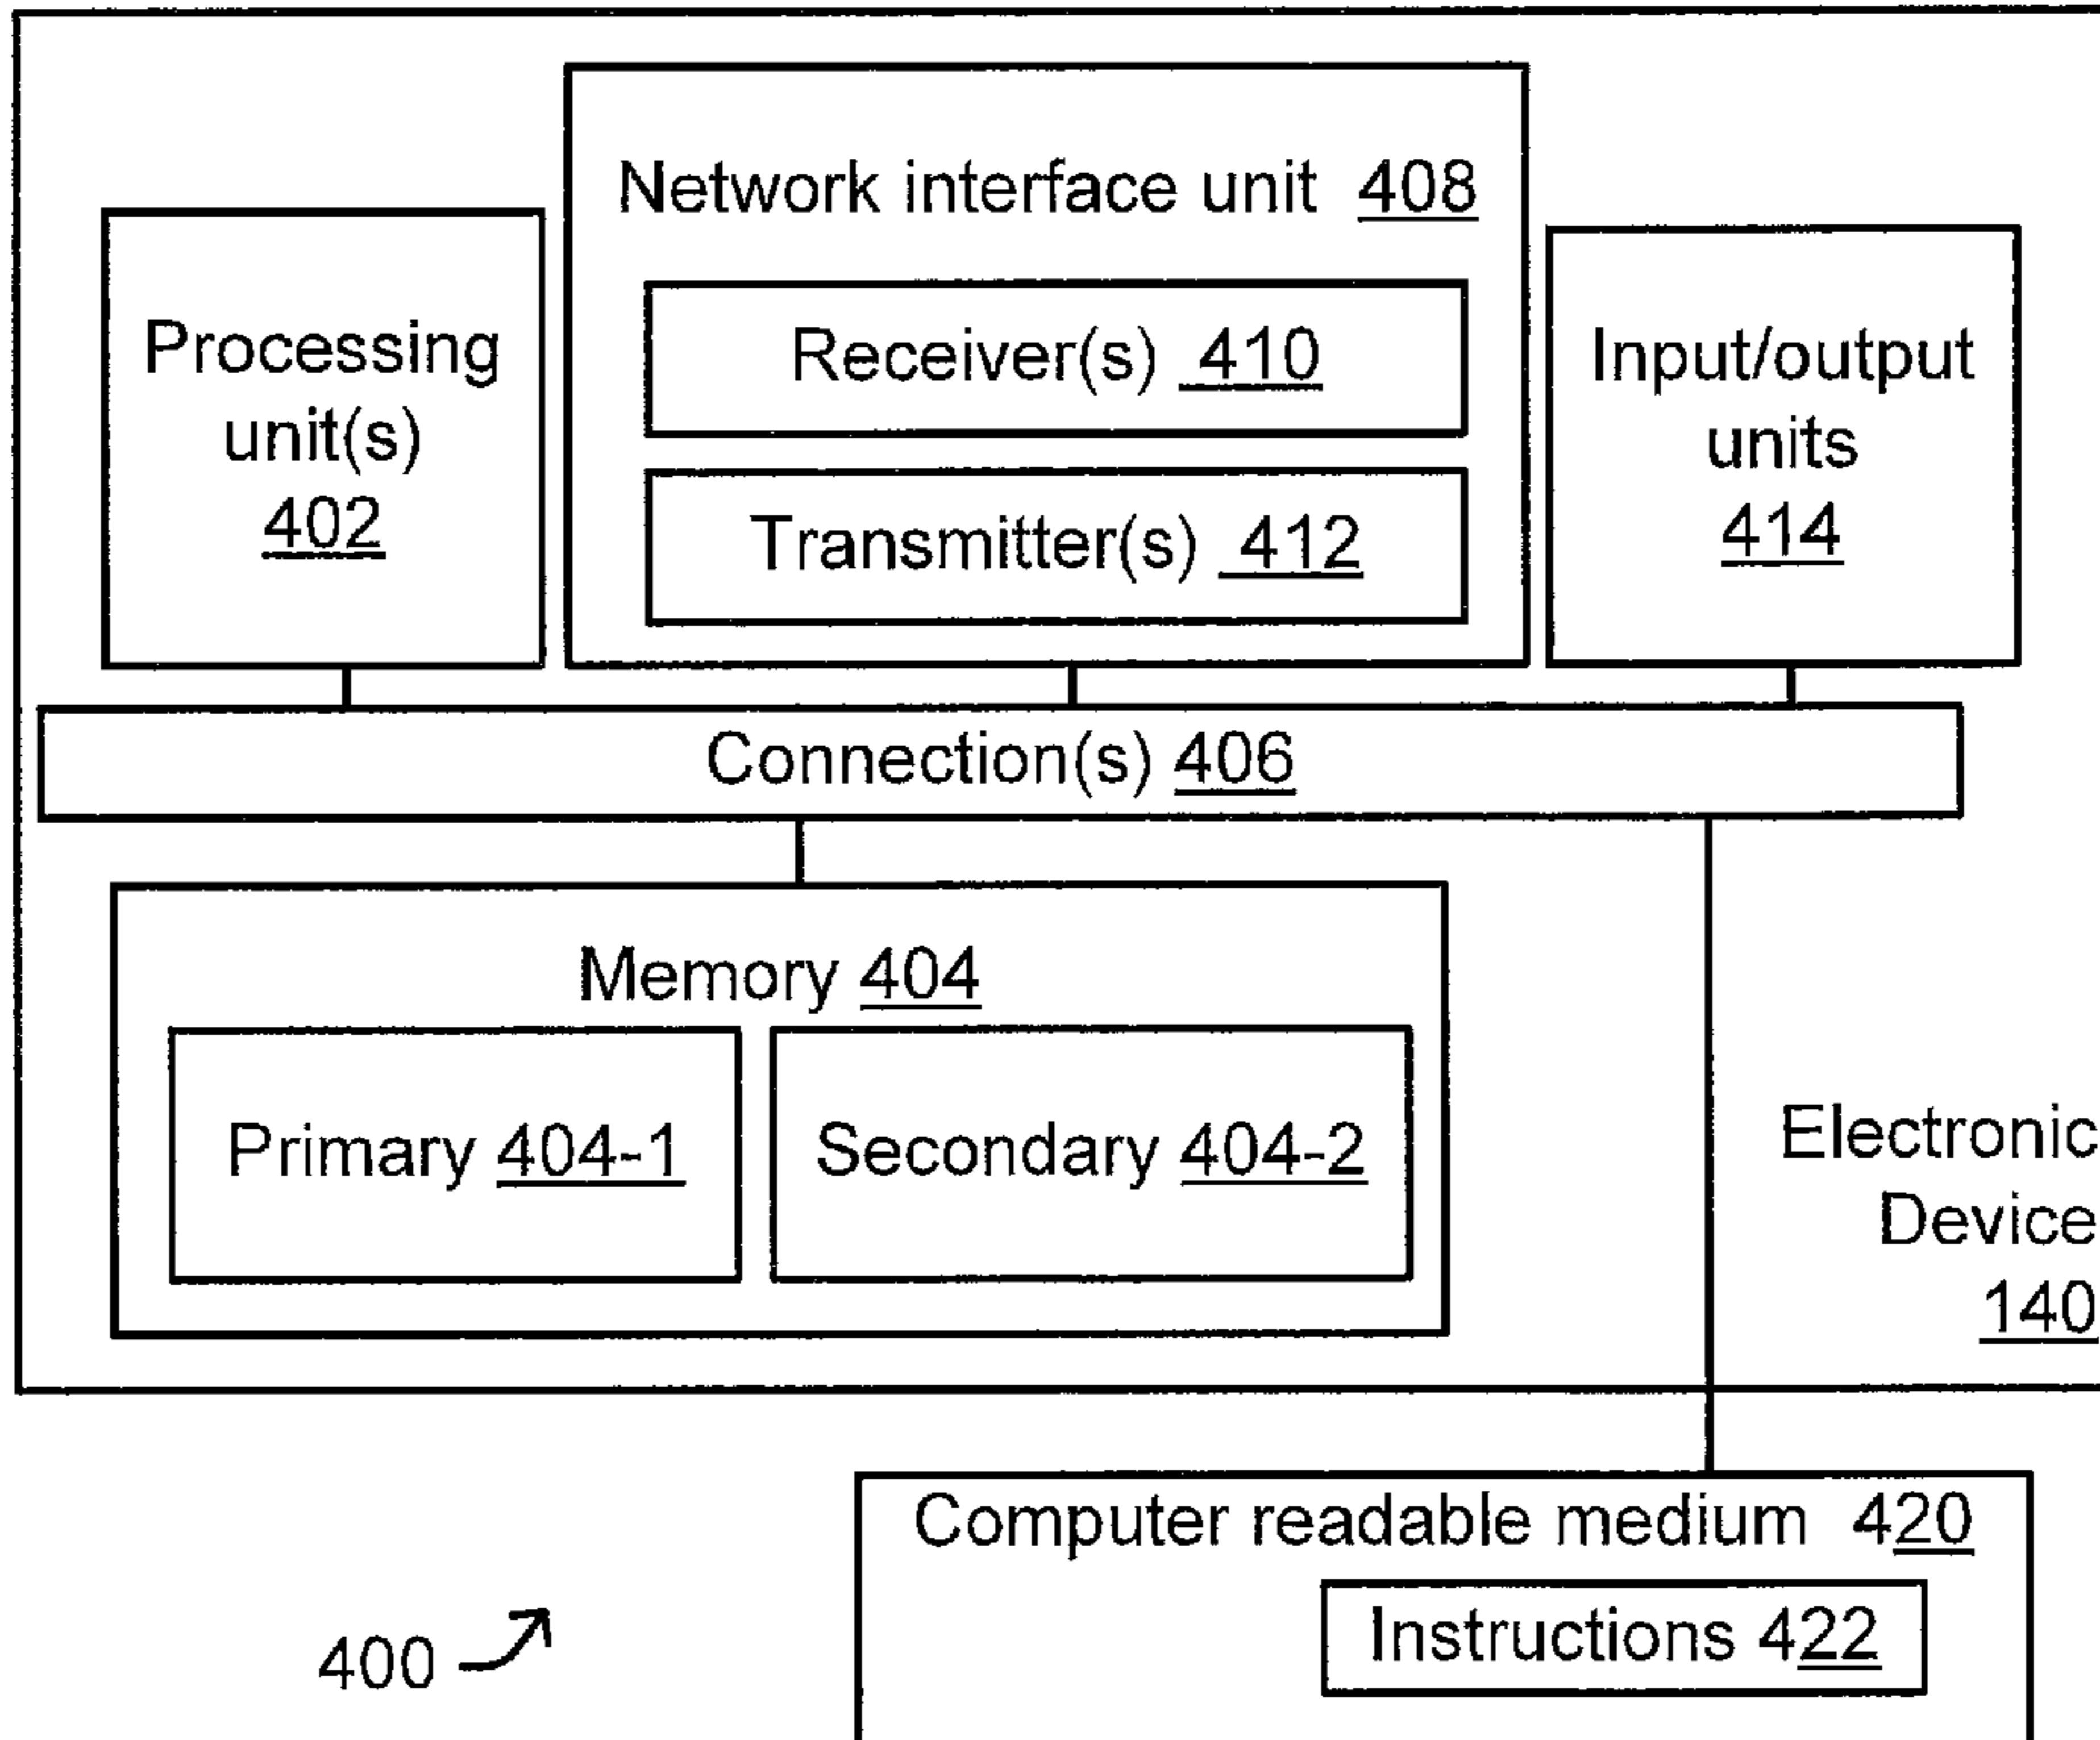 Network interface unit 408
Processing
unit(s)
402
Receiver(s) 410
Transmitter(s) 412
Input/output
units
414
Connection(s) 406
Memory 404
Primary 404-1
Secondary 404-2
Electronic
Device
140
Computer readable medium 420
Instructions 422
400